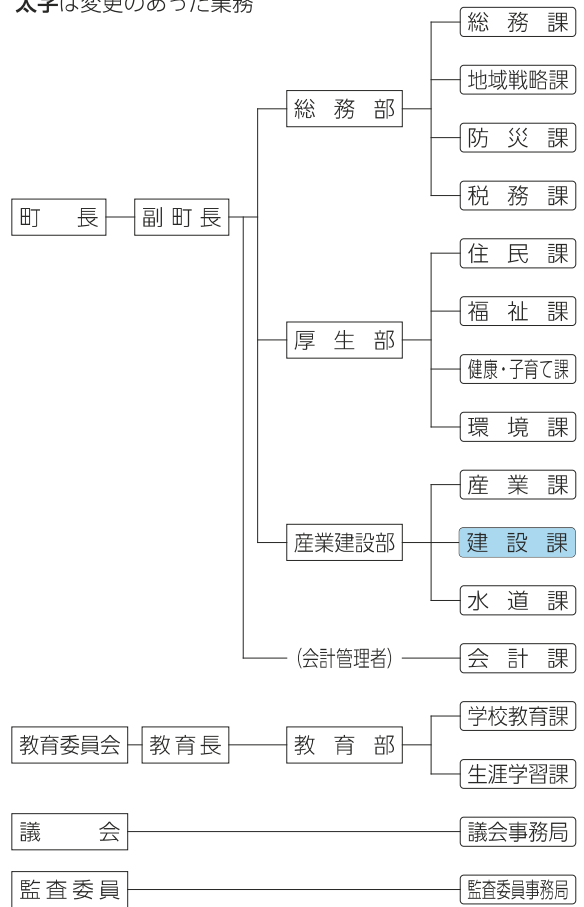 太字は変更のあった業務
総務課
地域戦略課
総務部
防災課
税務課
町長
副町長
住民課
福祉課
厚生部
健康・子育て課
環境課
産業課
産業建設部
建設課
水道課
(会計管理者)
会計課
学校教育課
教育委員会
教育長
教育部
生涯学習課
議会
議会事務局
監査委員
監査委員事務局